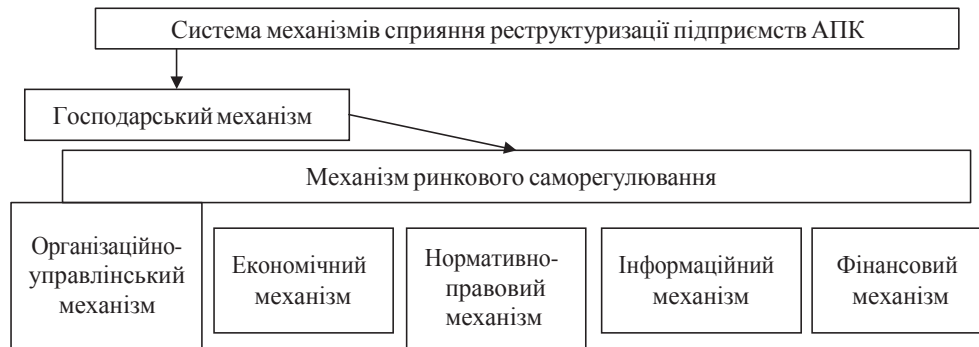 Система механізмів сприяння реструктуризації підприємств АПК
Господарський механізм
Механізм ринкового саморегулювання
Організаційно-
управлінський
механізм
Економічний
механізм
Нормативно-
правовий
механізм
Інформаційний
механізм
Фінансовий
механізм